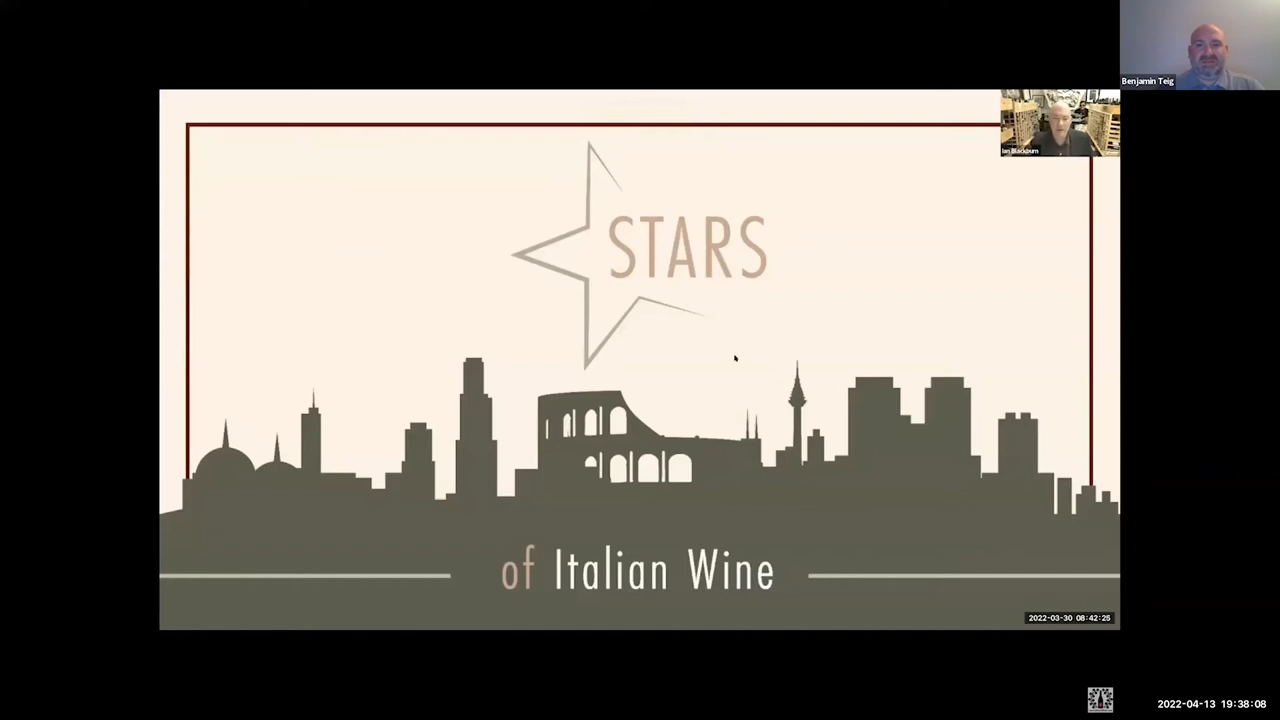 Benjamin Teig
Ian Blackburn
STARS
of Italian Wine
2022-03-30 08:42:25
2022-04-13 19:38:08